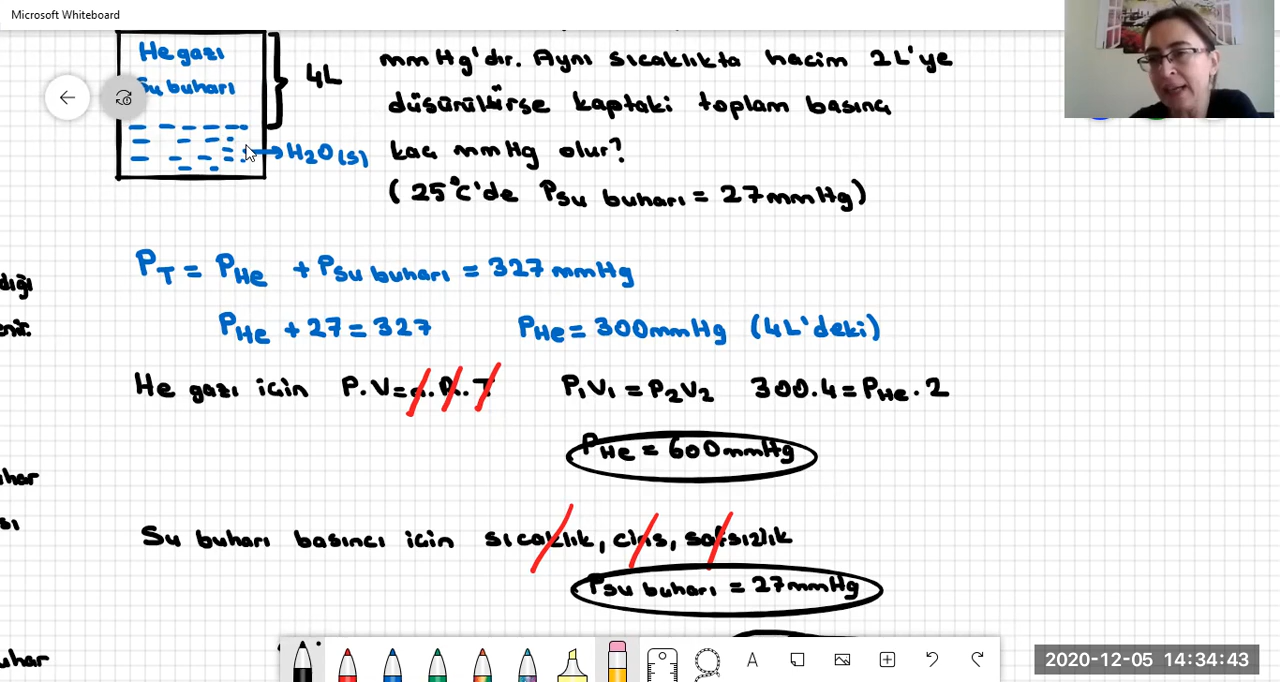 Microsoft Whiteboard
He gazı
Su buharı
4L
H2O(s)
mmHg'dır. Aynı sıcaklıkta hacim 2L'ye
düşürülürse kaptaki toplam basınç
kaç mmHg olur?
(25°C'de PSu buharı = 27mmHg)
PT = PHe + PSu buharı = 327 mmHg
PHe + 27 = 327 PHe = 300mmHg (4L'deki)
He gazı için P.V=n.R.T P1V1 = P2V2 300.4 = PHe.2
PHe = 600mmHg
Su buharı basıncı için sıcaklık, cins, safsızlık
PSu buharı = 27mmHg
2020-12-05 14:34:43